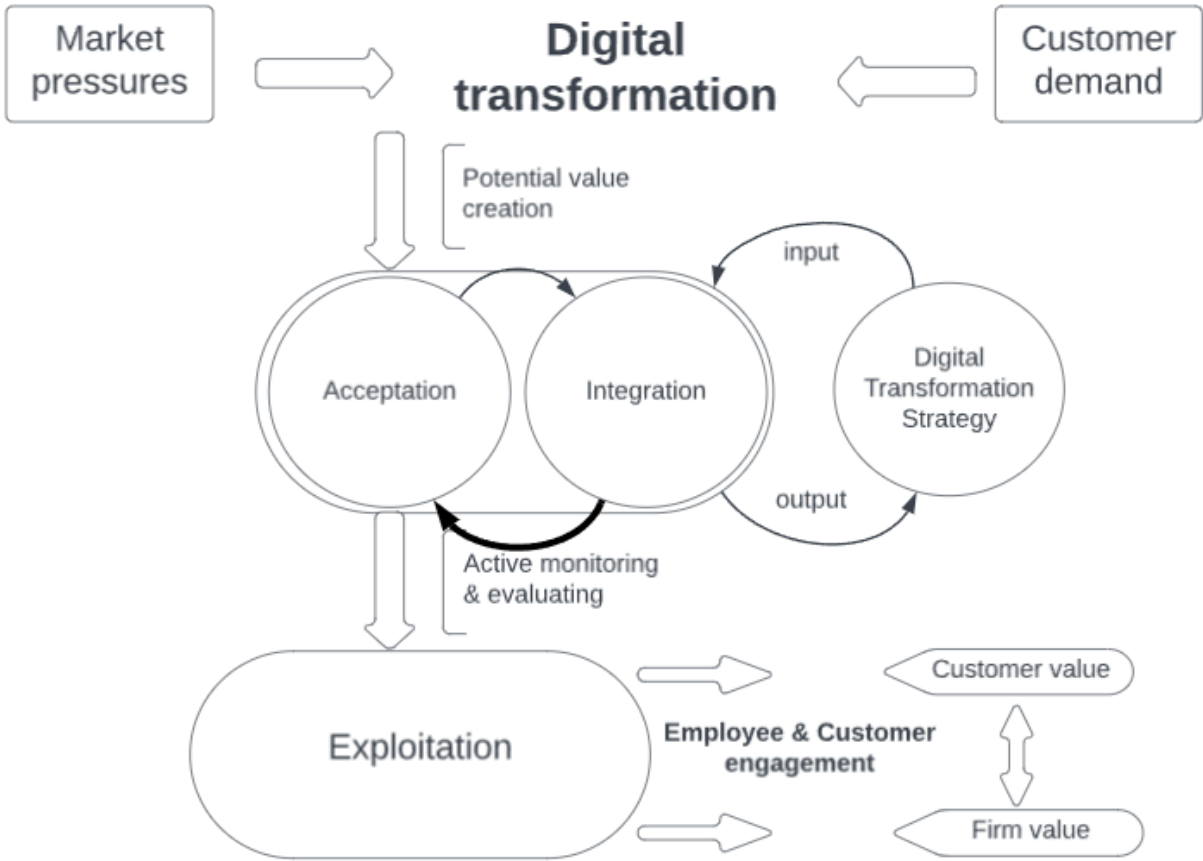 Market
pressures
Digital
transformation
Customer
demand
Potential value
creation
input
Acceptation
Integration
Digital
Transformation
Strategy
output
Active monitoring
& evaluating
Exploitation
Customer value
Employee & Customer
engagement
Firm value